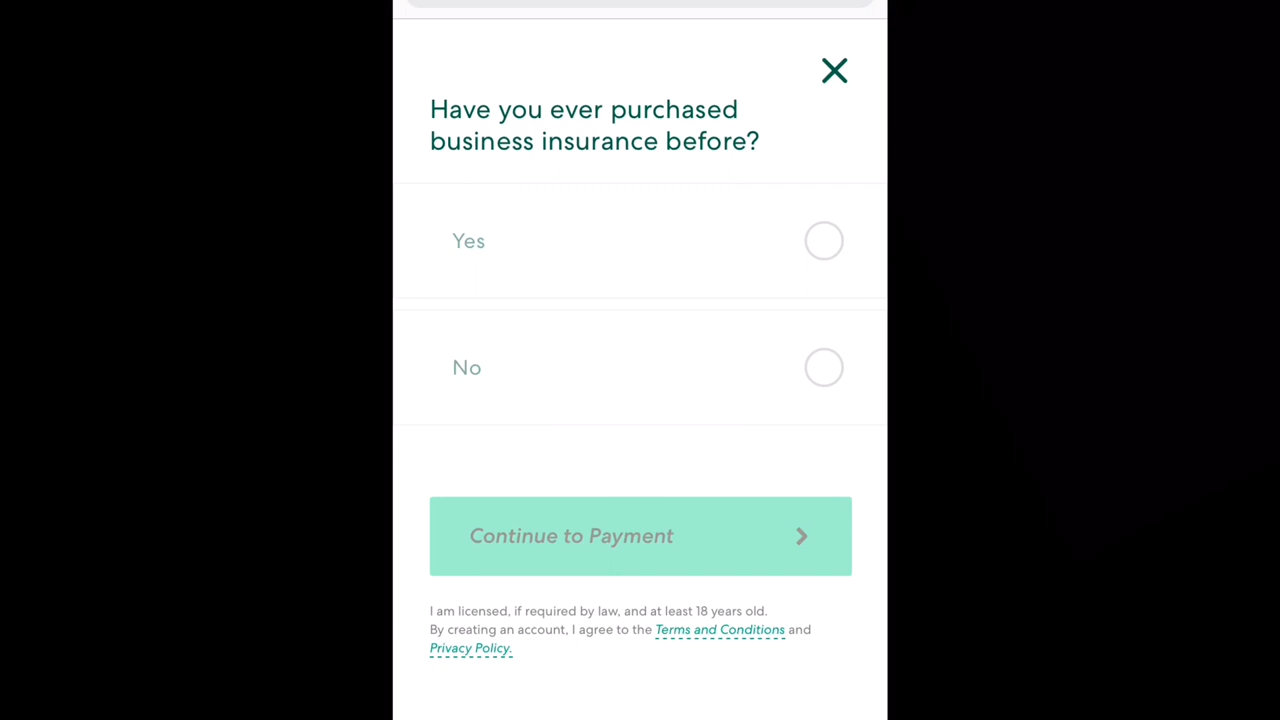 Have you ever purchased
business insurance before?
Yes
No
Continue to Payment
I am licensed, if required by law, and at least 18 years old.
By creating an account, I agree to the Terms and Conditions and
Privacy Policy.